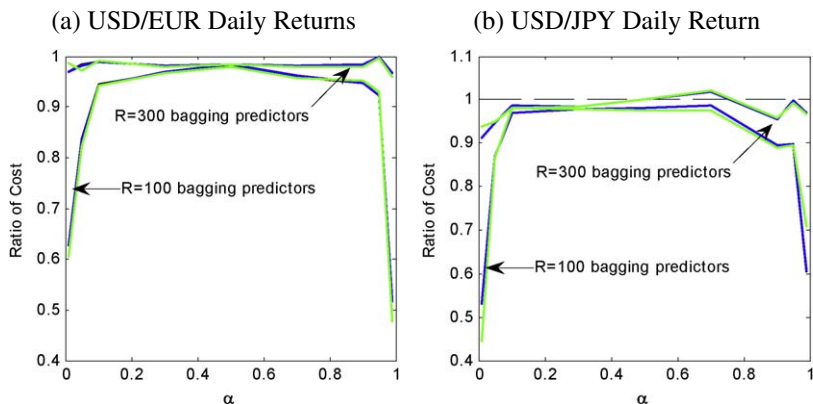 (a) USD/EUR Daily Returns
1
0.9
0.8
0.7
0.6
0.5
0.4
Ratio of Cost
R=300 bagging predictors
R=100 bagging predictors
0 0.2 0.4 0.6 0.8 1
α
(b) USD/JPY Daily Return
1.1
1
0.9
0.8
0.7
0.6
0.5
0.4
Ratio of Cost
R=300 bagging predictors
R=100 bagging predictors
0 0.2 0.4 0.6 0.8 1
α